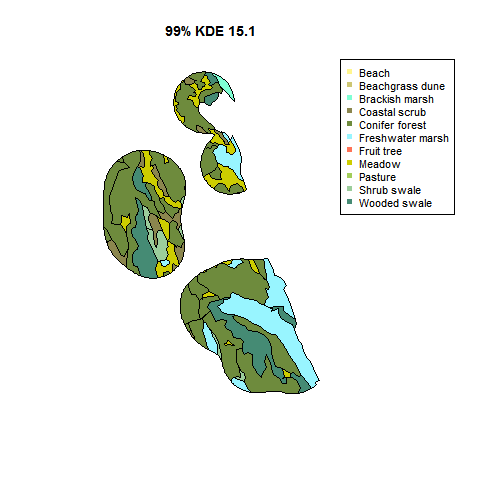 99% KDE 15.1
Beach
Beachgrass dune
Brackish marsh
Coastal scrub
Conifer forest
Freshwater marsh
Fruit tree
Meadow
Pasture
Shrub swale
Wooded swale